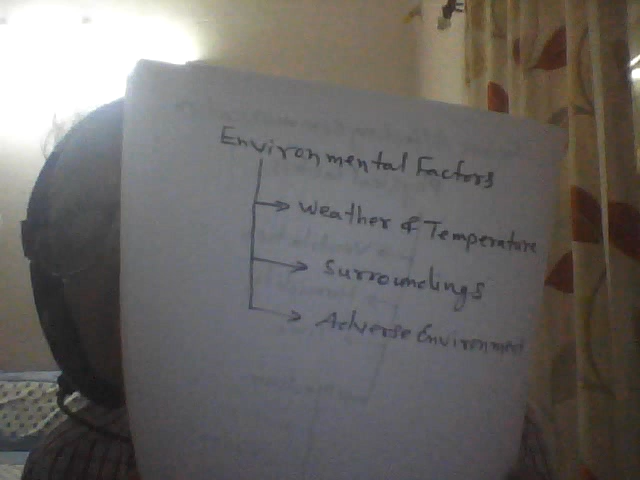 Environmental Factors
Weather & Temperature
Surroundings
Adverse Environment